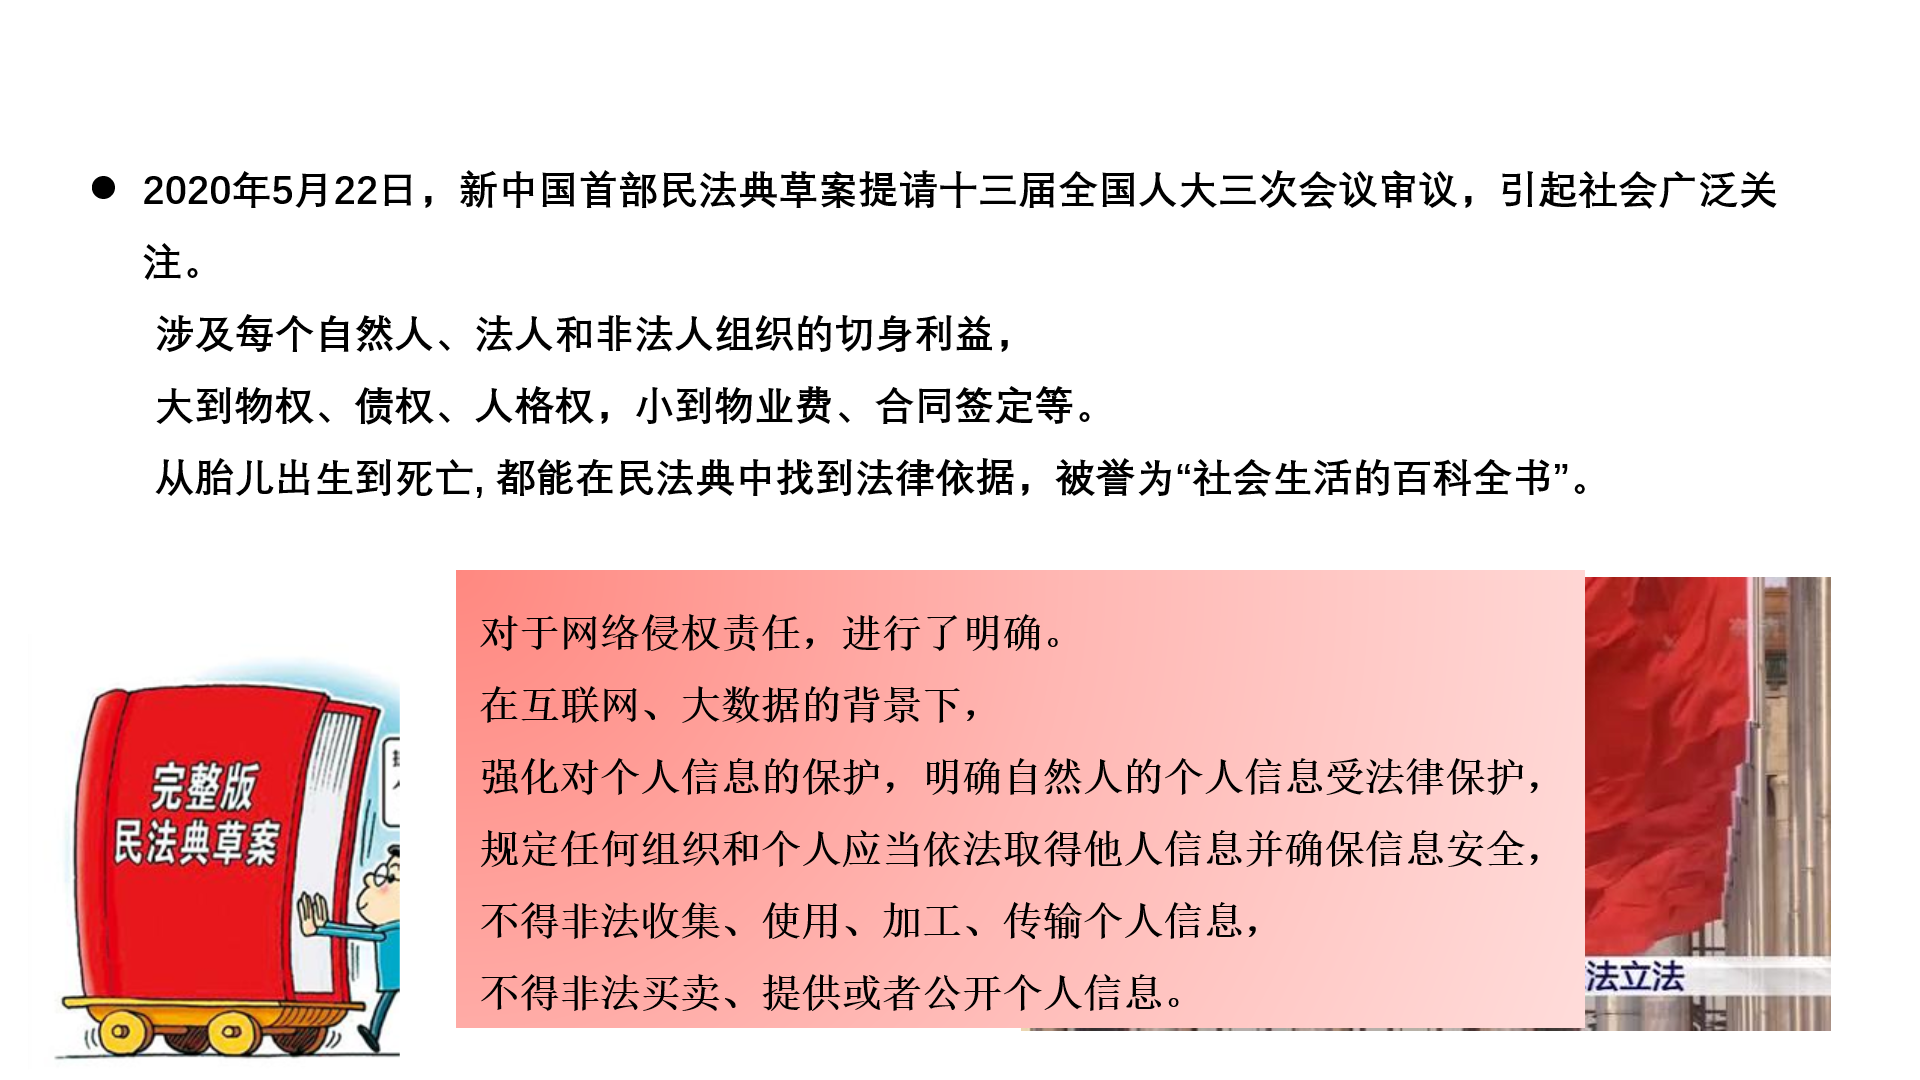 ● 2020年5月22日，新中国首部民法典草案提请十三届全国人大三次会议审议，引起社会广泛关
注。
涉及每个自然人、法人和非法人组织的切身利益，
大到物权、债权、人格权，小到物业费、合同签定等。
从胎儿出生到死亡, 都能在民法典中找到法律依据，被誉为“社会生活的百科全书”。
对于网络侵权责任，进行了明确。
在互联网、大数据的背景下，
强化对个人信息的保护，明确自然人的个人信息受法律保护，
规定任何组织和个人应当依法取得他人信息并确保信息安全，
不得非法收集、使用、加工、传输个人信息，
不得非法买卖、提供或者公开个人信息。
完整版
民法典草案
法立法